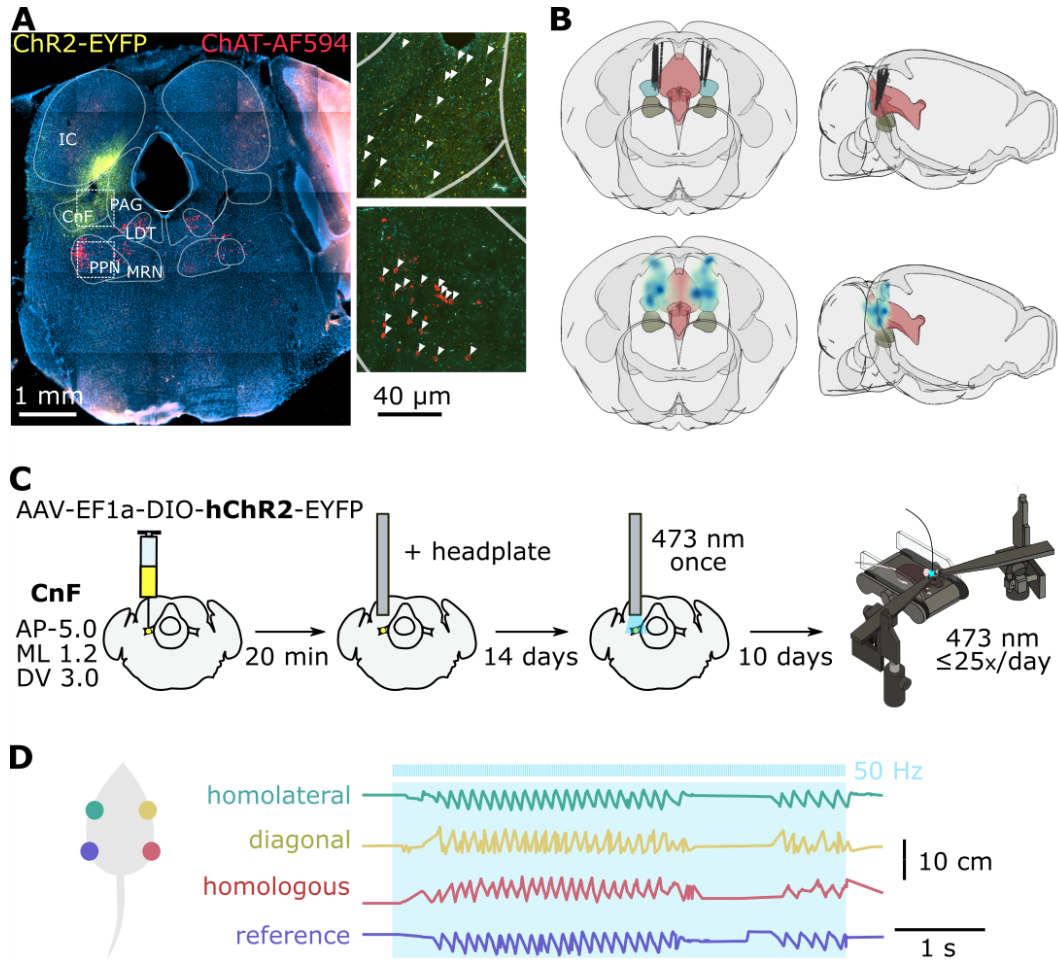 A
ChR2-EYFP
ChAT-AF594
IC
CnF
PAG
LDT
PPN
MRN
1 mm
40 µm
B
C
AAV-EF1a-DIO-hChR2-EYFP
CnF
AP-5.0
ML 1.2
DV 3.0
20 min
+ headplate
14 days
473 nm
once
10 days
473 nm
≤25x/day
D
50 Hz
homolateral
diagonal
homologous
reference
10 cm
1 s